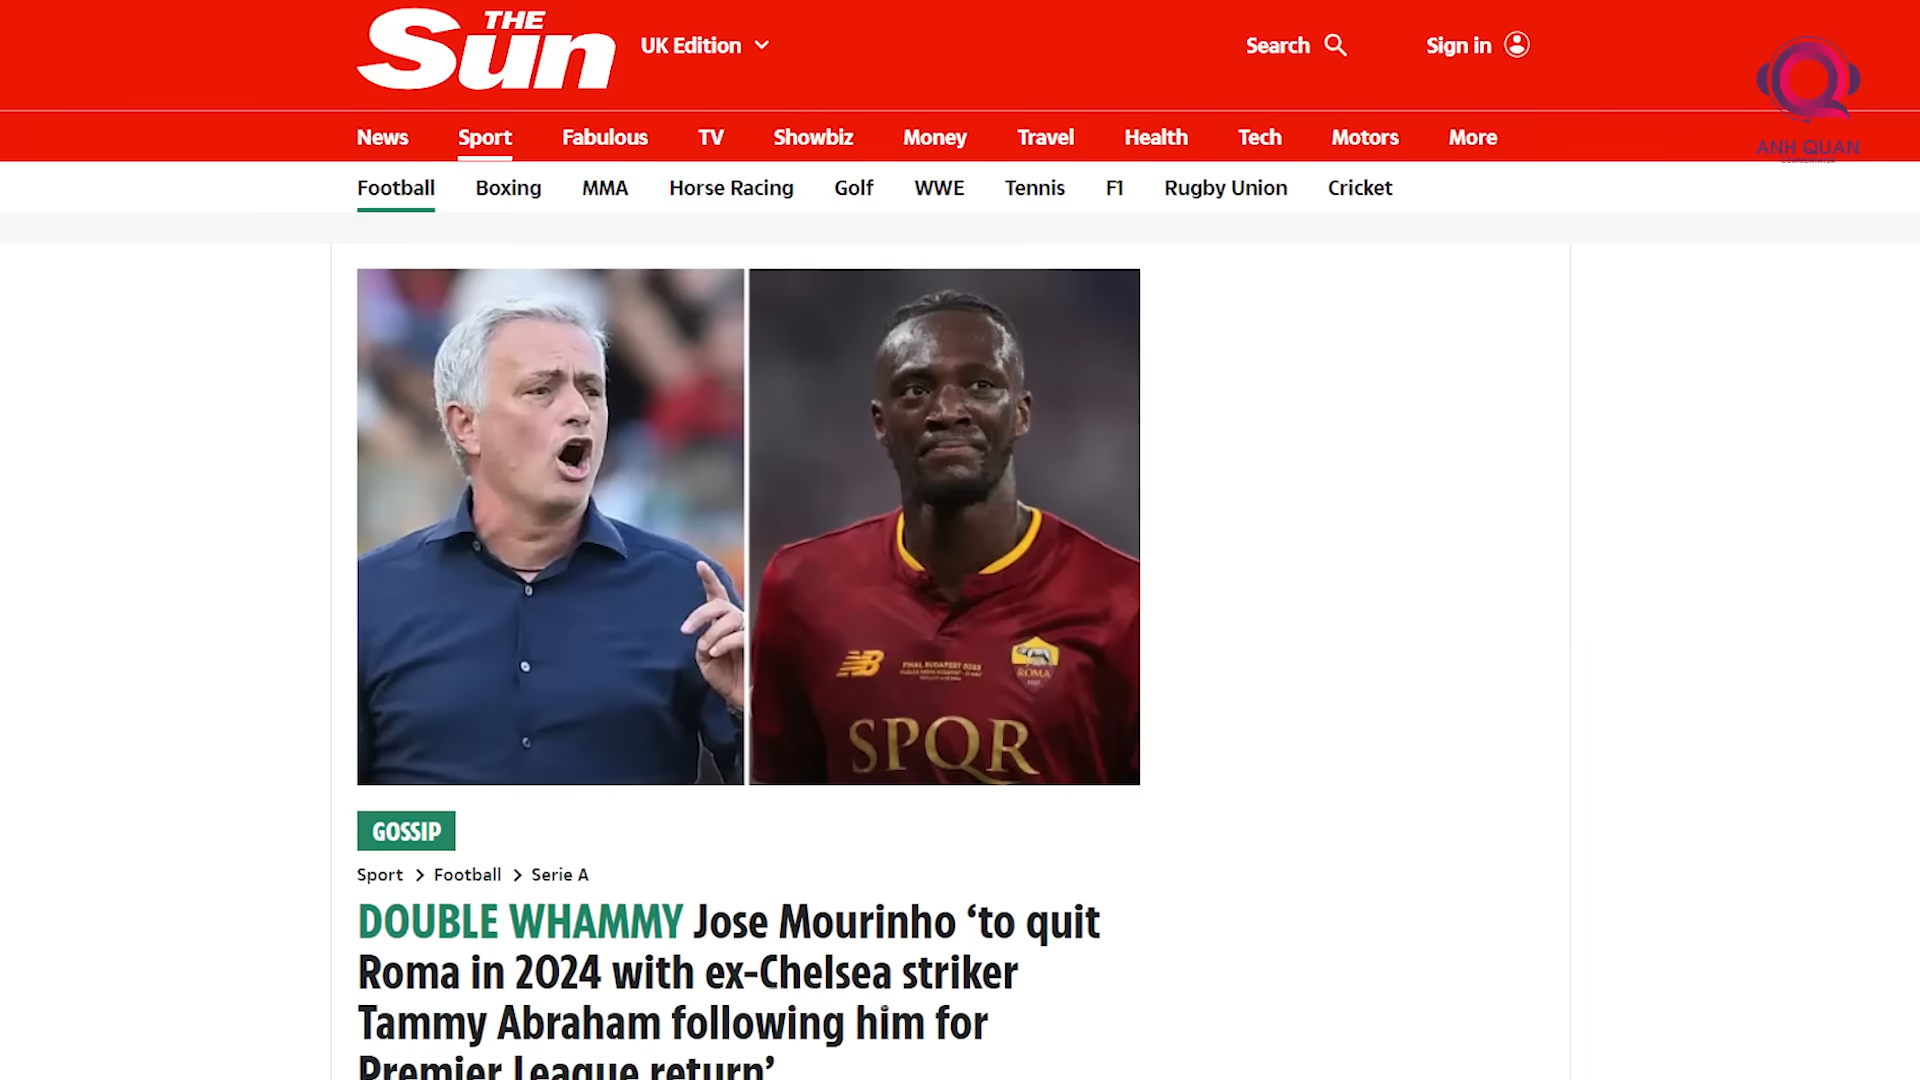 THE
Sun
UK Edition
Search
Sign in
News Sport Fabulous TV Showbiz Money Travel Health Tech Motors More
ANH QUAN
Football Boxing MMA Horse Racing Golf WWE Tennis F1 Rugby Union Cricket
FINAL BUDAPEST 2023
ROMA
SPQR
GOSSIP
Sport > Football > Serie A
DOUBLE WHAMMY Jose Mourinho ‘to quit
Roma in 2024 with ex-Chelsea striker
Tammy Abraham following him for
Premier League return’